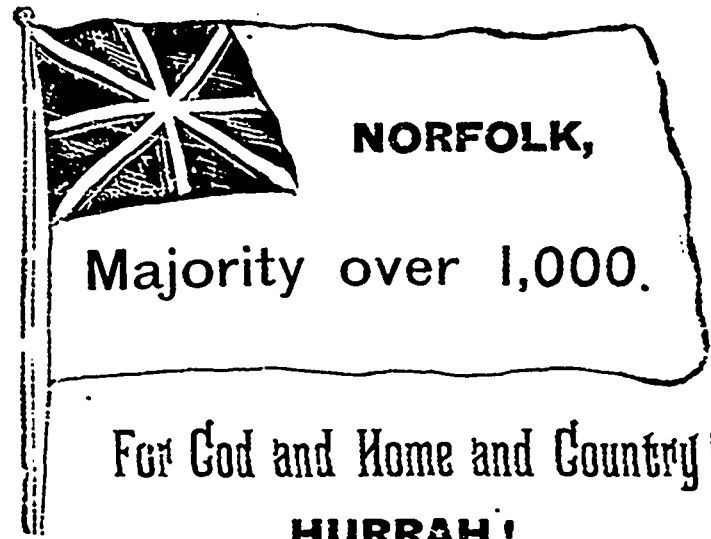 NORFOLK,
Majority over 1,000.
For God and Home and Country
HURRAH!